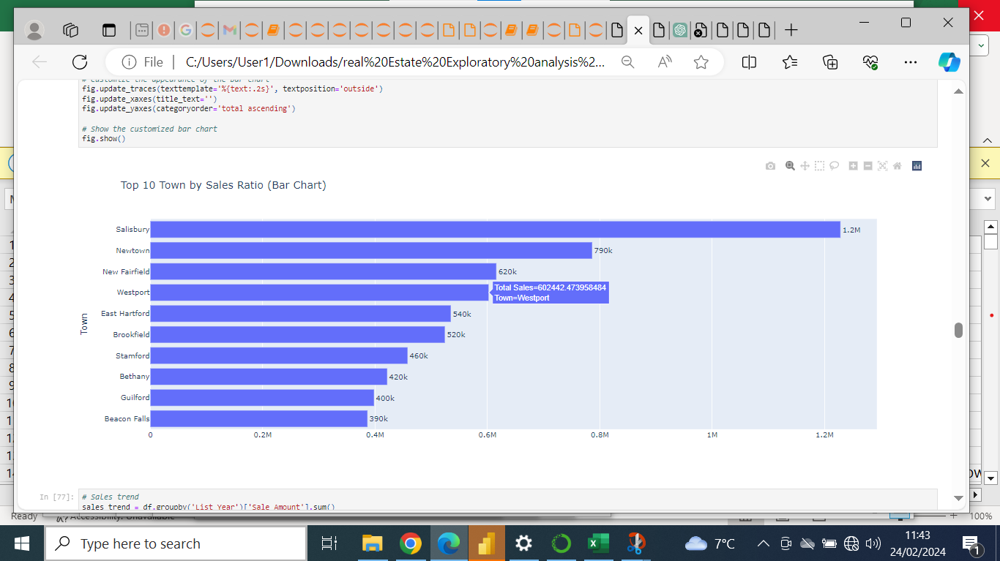 File
C:/Users/User1/Downloads/real%20Estate%20Exploratory%20analysis%2...
# Customize the appearance of the bar chart
fig.update_traces(texttemplate='%{text:.2s}', textposition='outside')
fig.update_xaxes(title_text='')
fig.update_yaxes(categoryorder='total ascending')
# Show the customized bar chart
fig.show()
Top 10 Town by Sales Ratio (Bar Chart)
Town
Salisbury
1.2M
Newtown
790k
New Fairfield
620k
Westport
Total Sales=602442.473958484
Town=Westport
East Hartford
540k
Brookfield
520k
Stamford
460k
Bethany
420k
Guilford
400k
Beacon Falls
390k
0
0.2M
0.4M
0.6M
0.8M
1M
1.2M
In [77]:
# Sales trend
sales_trend = df.groupby('List Year')['Sale Amount'].sum()
Ready
Accessibility: Unavailable
100%
Type here to search
7°C
11:43
24/02/2024
1